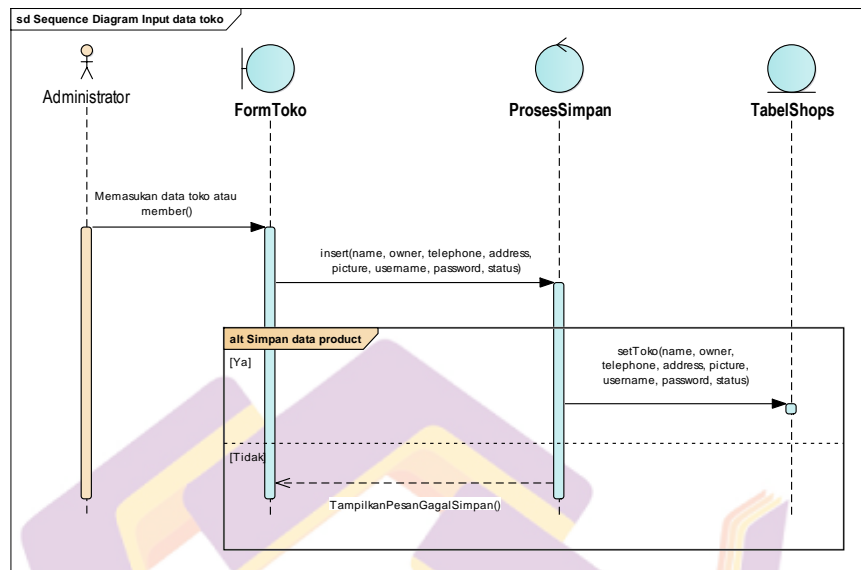 sd Sequence Diagram Input data toko
Administrator
FormToko
ProsesSimpan
TabelShops
Memasukan data toko atau
member()
insert(name, owner, telephone, address,
picture, username, password, status)
alt Simpan data product
[Ya]
setToko(name, owner,
telephone, address, picture,
username, password, status)
[Tidak]
TampilkanPesanGagalSimpan()